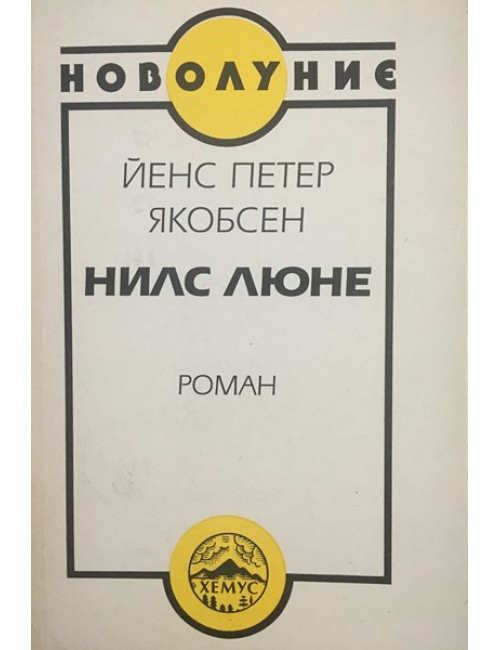 НОВОЛУНИЕ
ЙЕНС ПЕТЕР
ЯКОБСЕН
НИЛС ЛЮНЕ
РОМАН
ХЕМУС